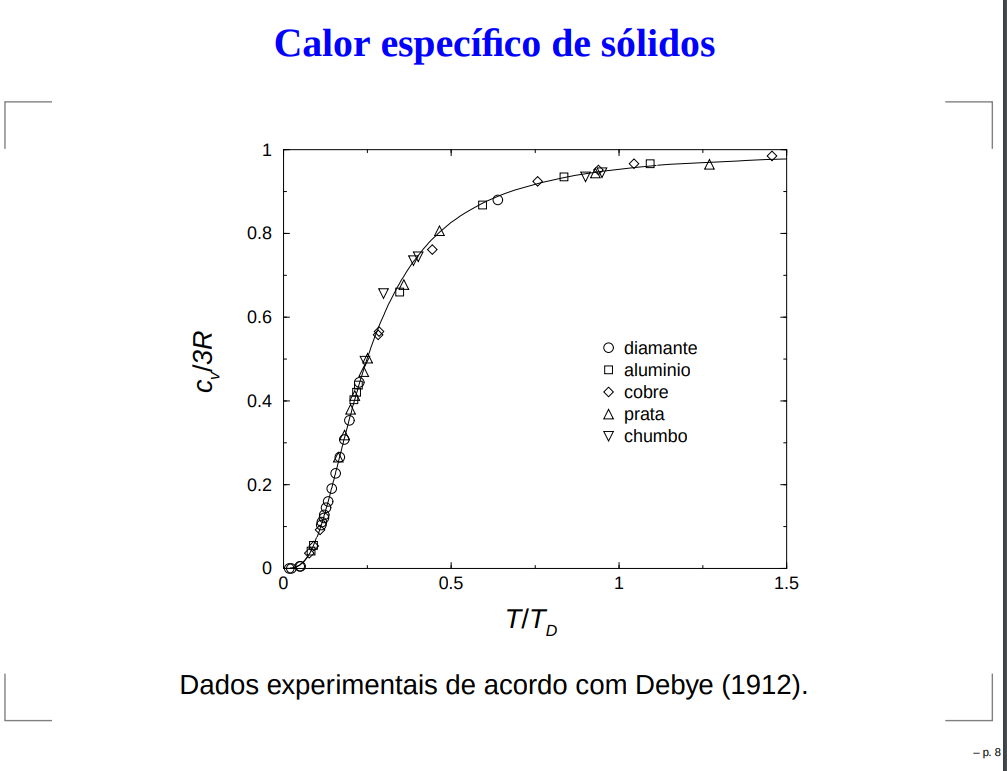 Calor específico de sólidos
1
0.8
0.6
0.4
0.2
0
c_v/3R
diamante
aluminio
cobre
prata
chumbo
0 0.5 1 1.5
T/T_D
Dados experimentais de acordo com Debye (1912).
– p. 8